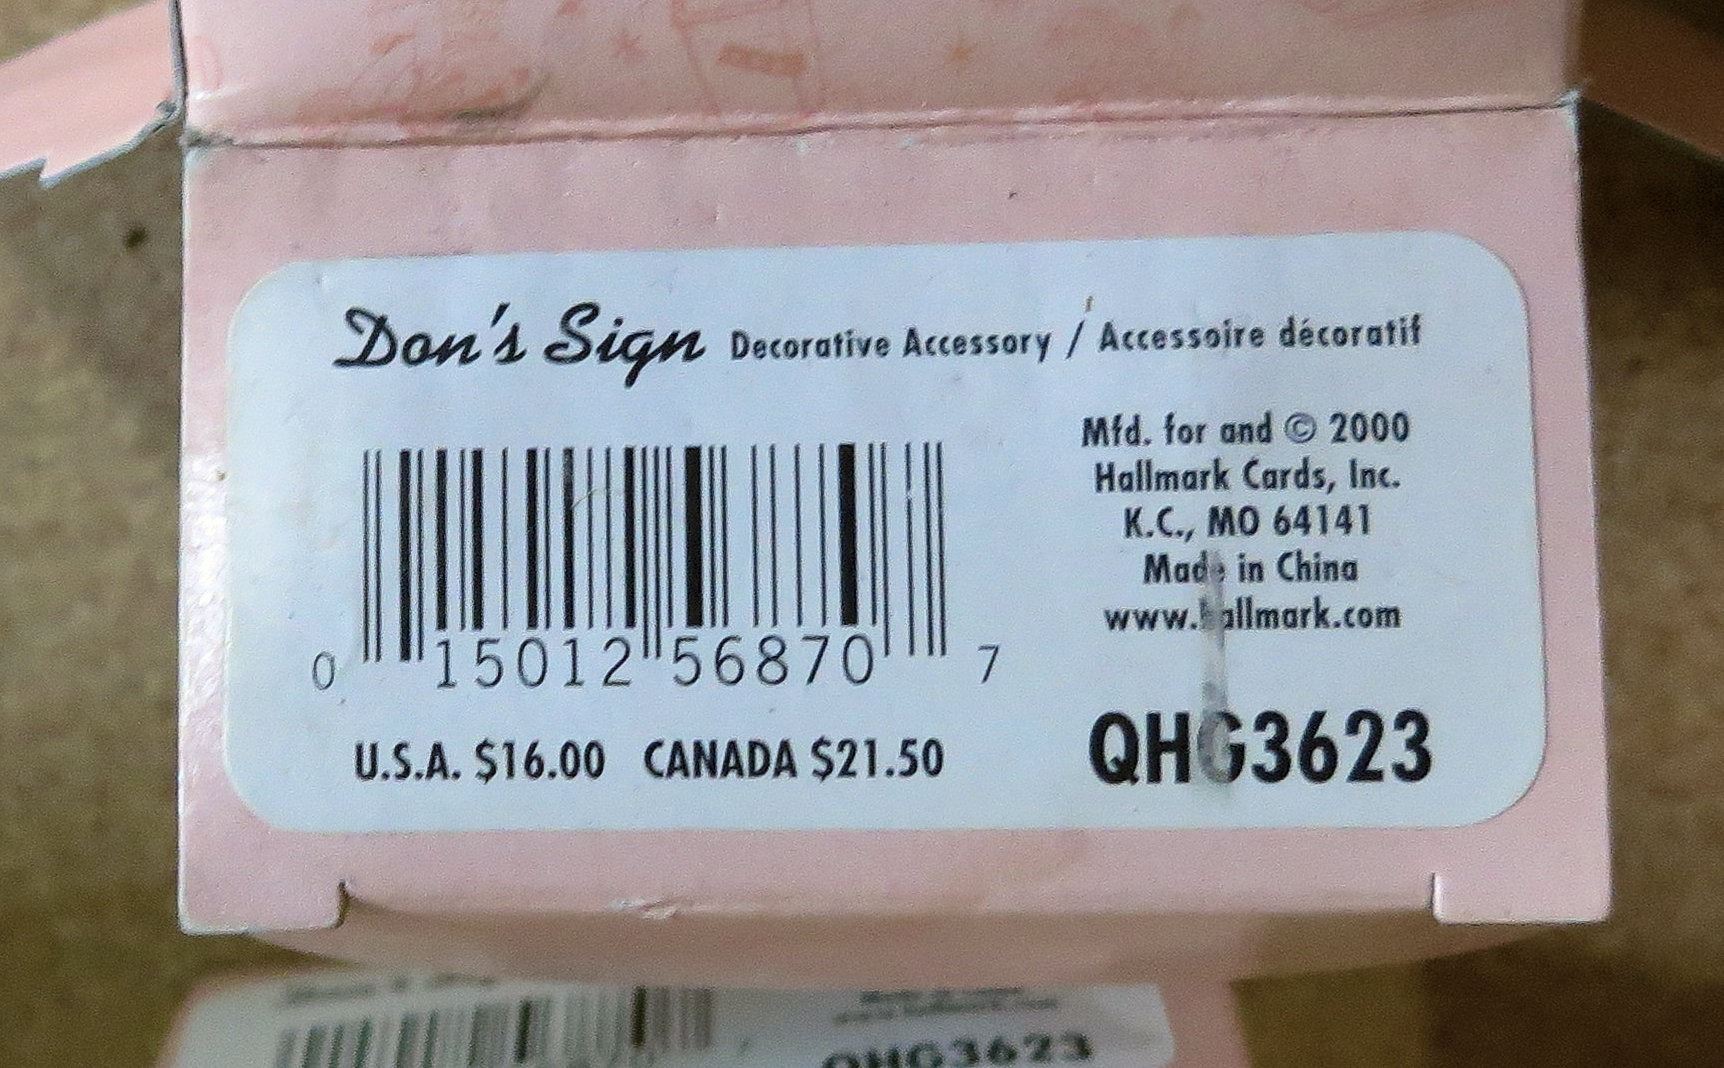 Don's Sign Decorative Accessory / Accessoire décoratif
Mfd. for and © 2000
Hallmark Cards, Inc.
K.C., MO 64141
Made in China
www.hallmark.com
0 15012 56870 7
U.S.A. $16.00 CANADA $21.50
QHG3623
QHG3623